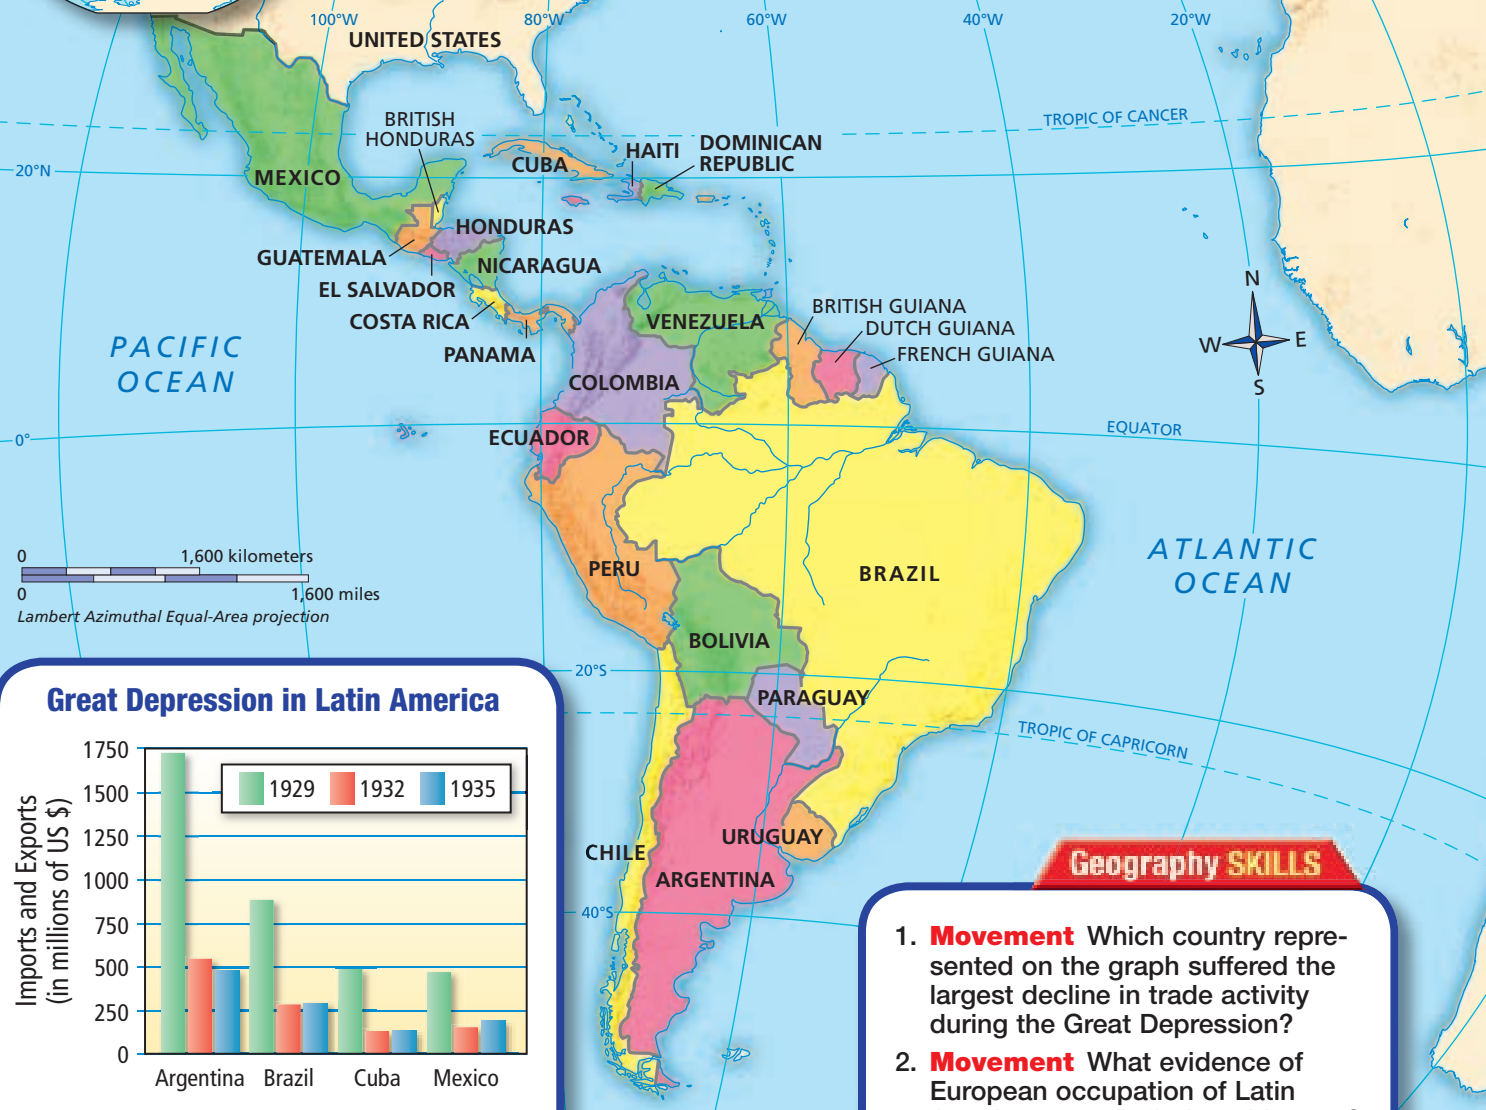 100°W
80°W
60°W
40°W
20°W
UNITED STATES
BRITISH
HONDURAS
TROPIC OF CANCER
CUBA
HAITI
DOMINICAN
REPUBLIC
20°N
MEXICO
HONDURAS
GUATEMALA
NICARAGUA
EL SALVADOR
COSTA RICA
PANAMA
VENEZUELA
BRITISH GUIANA
DUTCH GUIANA
FRENCH GUIANA
N
W
E
S
PACIFIC
OCEAN
COLOMBIA
0°
ECUADOR
EQUATOR
PERU
BRAZIL
ATLANTIC
OCEAN
0
1,600 kilometers
0
1,600 miles
Lambert Azimuthal Equal-Area projection
BOLIVIA
20°S
PARAGUAY
TROPIC OF CAPRICORN
URUGUAY
CHILE
ARGENTINA
40°S
Great Depression in Latin America
Imports and Exports
(in millions of US $)
1750
1500
1250
1000
750
500
250
0
1929
1932
1935
Argentina
Brazil
Cuba
Mexico
Geography SKILLS
1. Movement Which country repre-
sented on the graph suffered the
largest decline in trade activity
during the Great Depression?
2. Movement What evidence of
European occupation of Latin